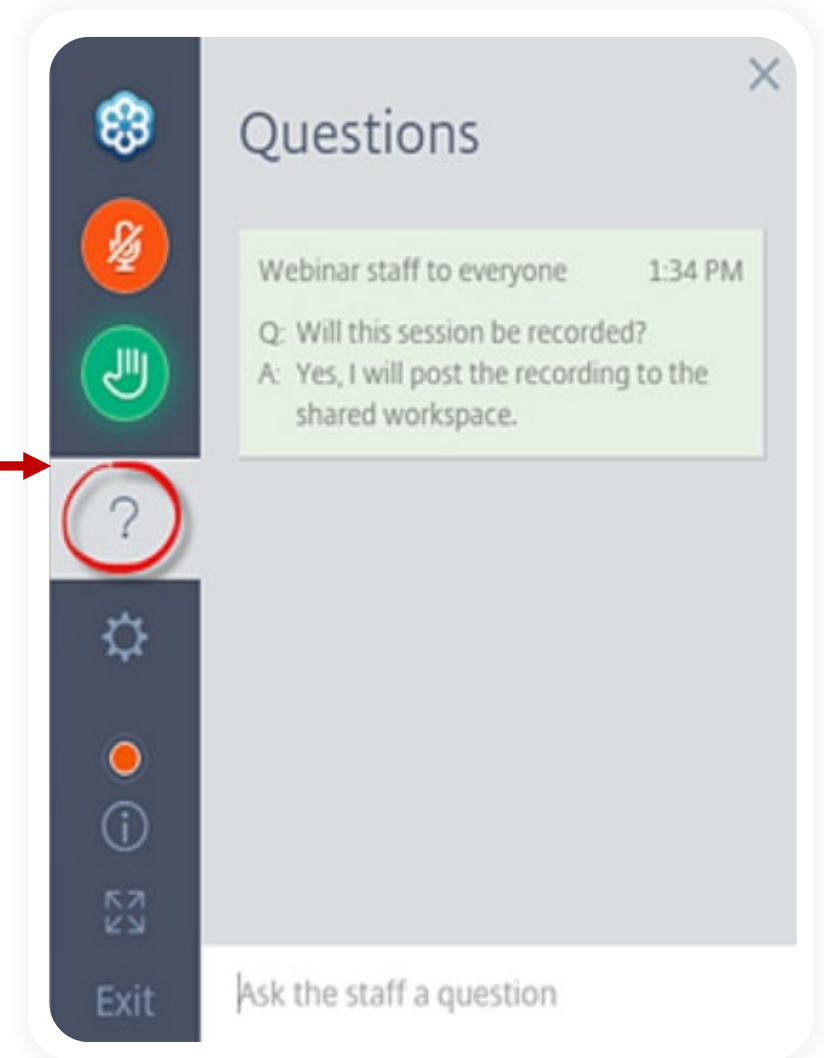 Questions
Webinar staff to everyone 1:34 PM
Q: Will this session be recorded?
A: Yes, I will post the recording to the
shared workspace.
?
Exit
Ask the staff a question